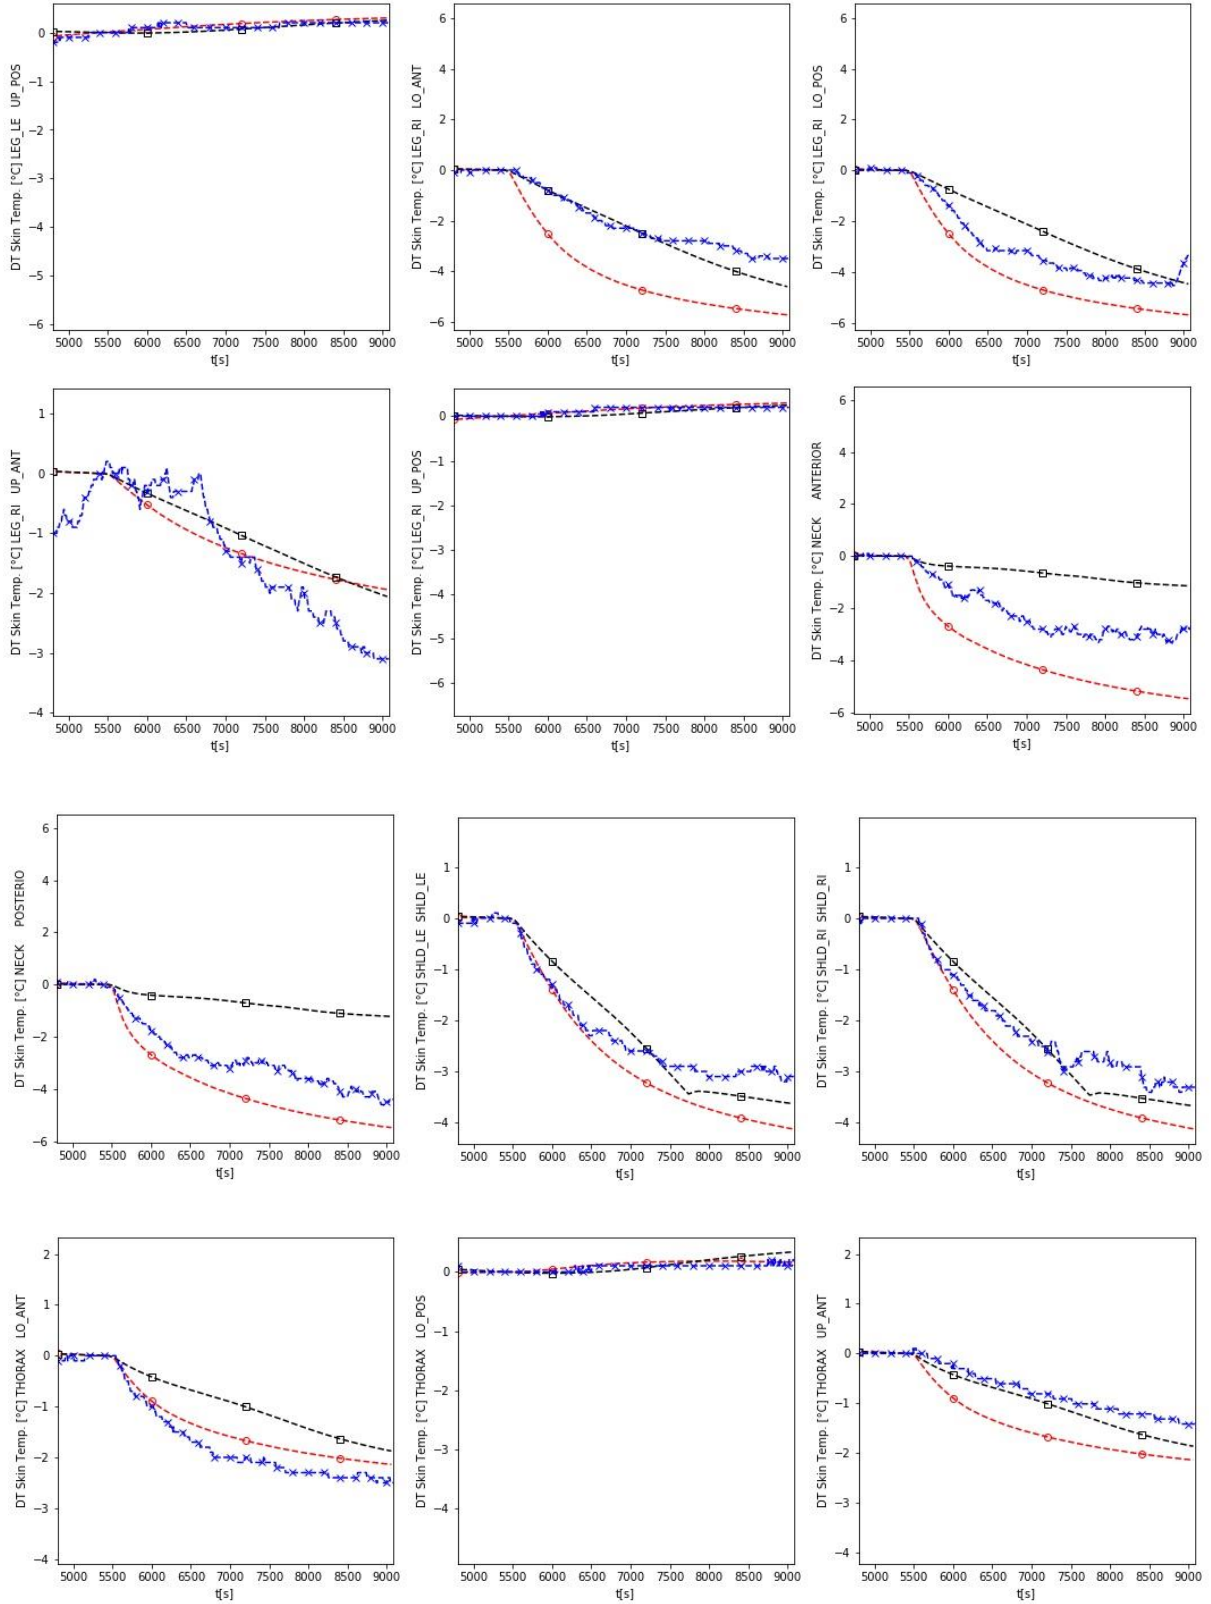 DT Skin Temp. [°C] LEG_LE UP_POS
0
−1
−2
−3
−4
−5
−6
5000 5500 6000 6500 7000 7500 8000 8500 9000
t[s]
DT Skin Temp. [°C] LEG_RI LO_ANT
6
4
2
0
−2
−4
−6
5000 5500 6000 6500 7000 7500 8000 8500 9000
t[s]
DT Skin Temp. [°C] LEG_RI LO_POS
6
4
2
0
−2
−4
−6
5000 5500 6000 6500 7000 7500 8000 8500 9000
t[s]
DT Skin Temp. [°C] LEG_RI UP_ANT
1
0
−1
−2
−3
−4
5000 5500 6000 6500 7000 7500 8000 8500 9000
t[s]
DT Skin Temp. [°C] LEG_RI UP_POS
0
−1
−2
−3
−4
−5
−6
5000 5500 6000 6500 7000 7500 8000 8500 9000
t[s]
DT Skin Temp. [°C] NECK ANTERIOR
6
4
2
0
−2
−4
−6
5000 5500 6000 6500 7000 7500 8000 8500 9000
t[s]
DT Skin Temp. [°C] NECK POSTERIO
6
4
2
0
−2
−4
−6
5000 5500 6000 6500 7000 7500 8000 8500 9000
t[s]
DT Skin Temp. [°C] SHLD_LE SHLD_LE
1
0
−1
−2
−3
−4
5000 5500 6000 6500 7000 7500 8000 8500 9000
t[s]
DT Skin Temp. [°C] SHLD_RI SHLD_RI
1
0
−1
−2
−3
−4
5000 5500 6000 6500 7000 7500 8000 8500 9000
t[s]
DT Skin Temp. [°C] THORAX LO_ANT
2
1
0
−1
−2
−3
−4
5000 5500 6000 6500 7000 7500 8000 8500 9000
t[s]
DT Skin Temp. [°C] THORAX LO_POS
0
−1
−2
−3
−4
5000 5500 6000 6500 7000 7500 8000 8500 9000
t[s]
DT Skin Temp. [°C] THORAX UP_ANT
2
1
0
−1
−2
−3
−4
5000 5500 6000 6500 7000 7500 8000 8500 9000
t[s]